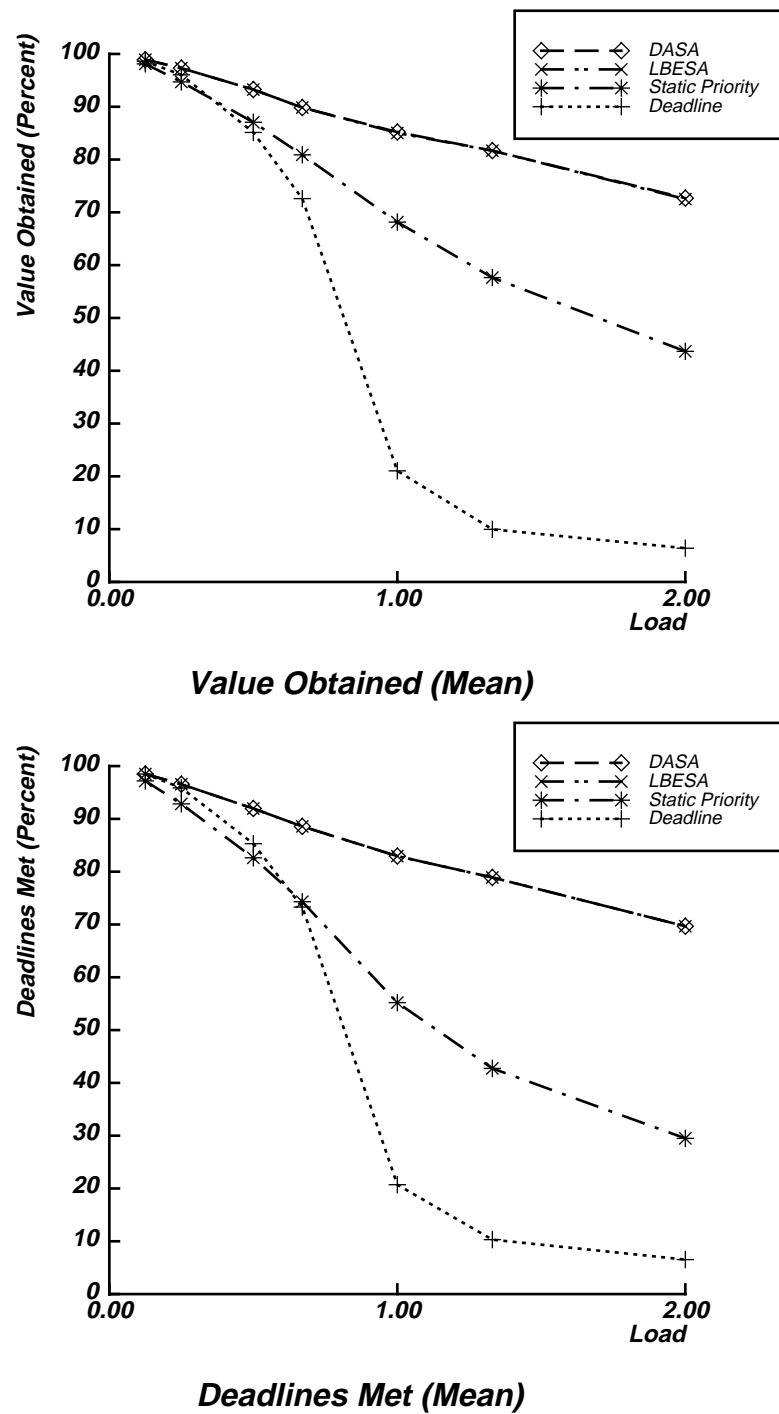 DASA
LBESA
Static Priority
Deadline
Value Obtained (Percent)
100
90
80
70
60
50
40
30
20
10
0
0.00
1.00
2.00
Load
Value Obtained (Mean)
DASA
LBESA
Static Priority
Deadline
Deadlines Met (Percent)
100
90
80
70
60
50
40
30
20
10
0
0.00
1.00
2.00
Load
Deadlines Met (Mean)